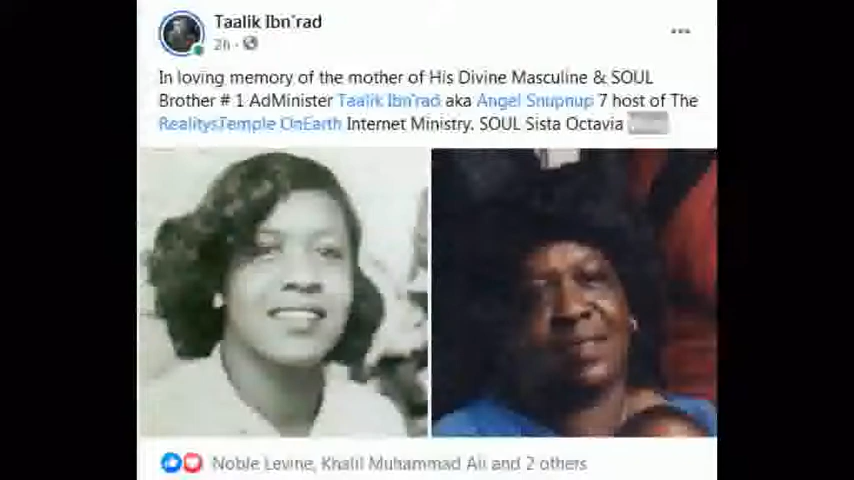 Taalik Ibn'rad
2h ·
In loving memory of the mother of His Divine Masculine & SOUL
Brother # 1 AdMinister Taalik Ibn'rad aka Angel Snupnup 7 host of The
RealitysTemple OnEarth Internet Ministry. SOUL Sista Octavia
Noble Levine, Khalil Muhammad Ali and 2 others